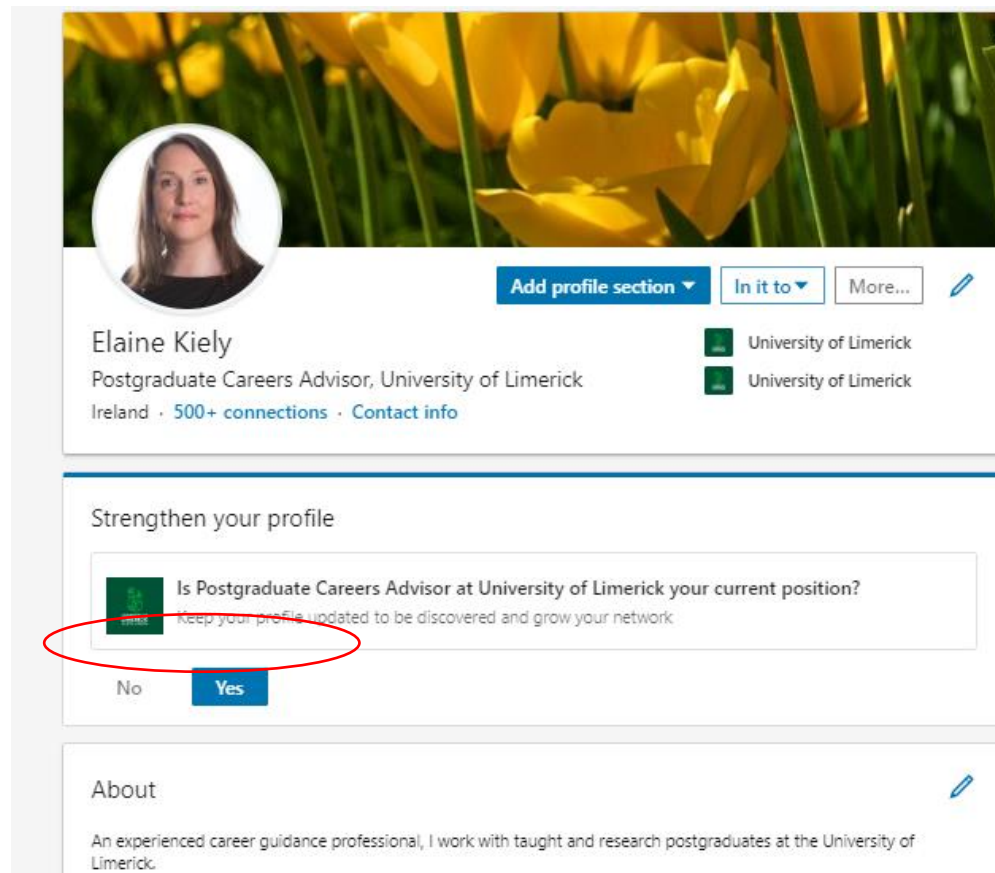 Add profile section
In it to
More...
Elaine Kiely
University of Limerick
Postgraduate Careers Advisor, University of Limerick
University of Limerick
Ireland · 500+ connections · Contact info
Strengthen your profile
Is Postgraduate Careers Advisor at University of Limerick your current position?
Keep your profile updated to be discovered and grow your network
No
Yes
About
An experienced career guidance professional, I work with taught and research postgraduates at the University of
Limerick.